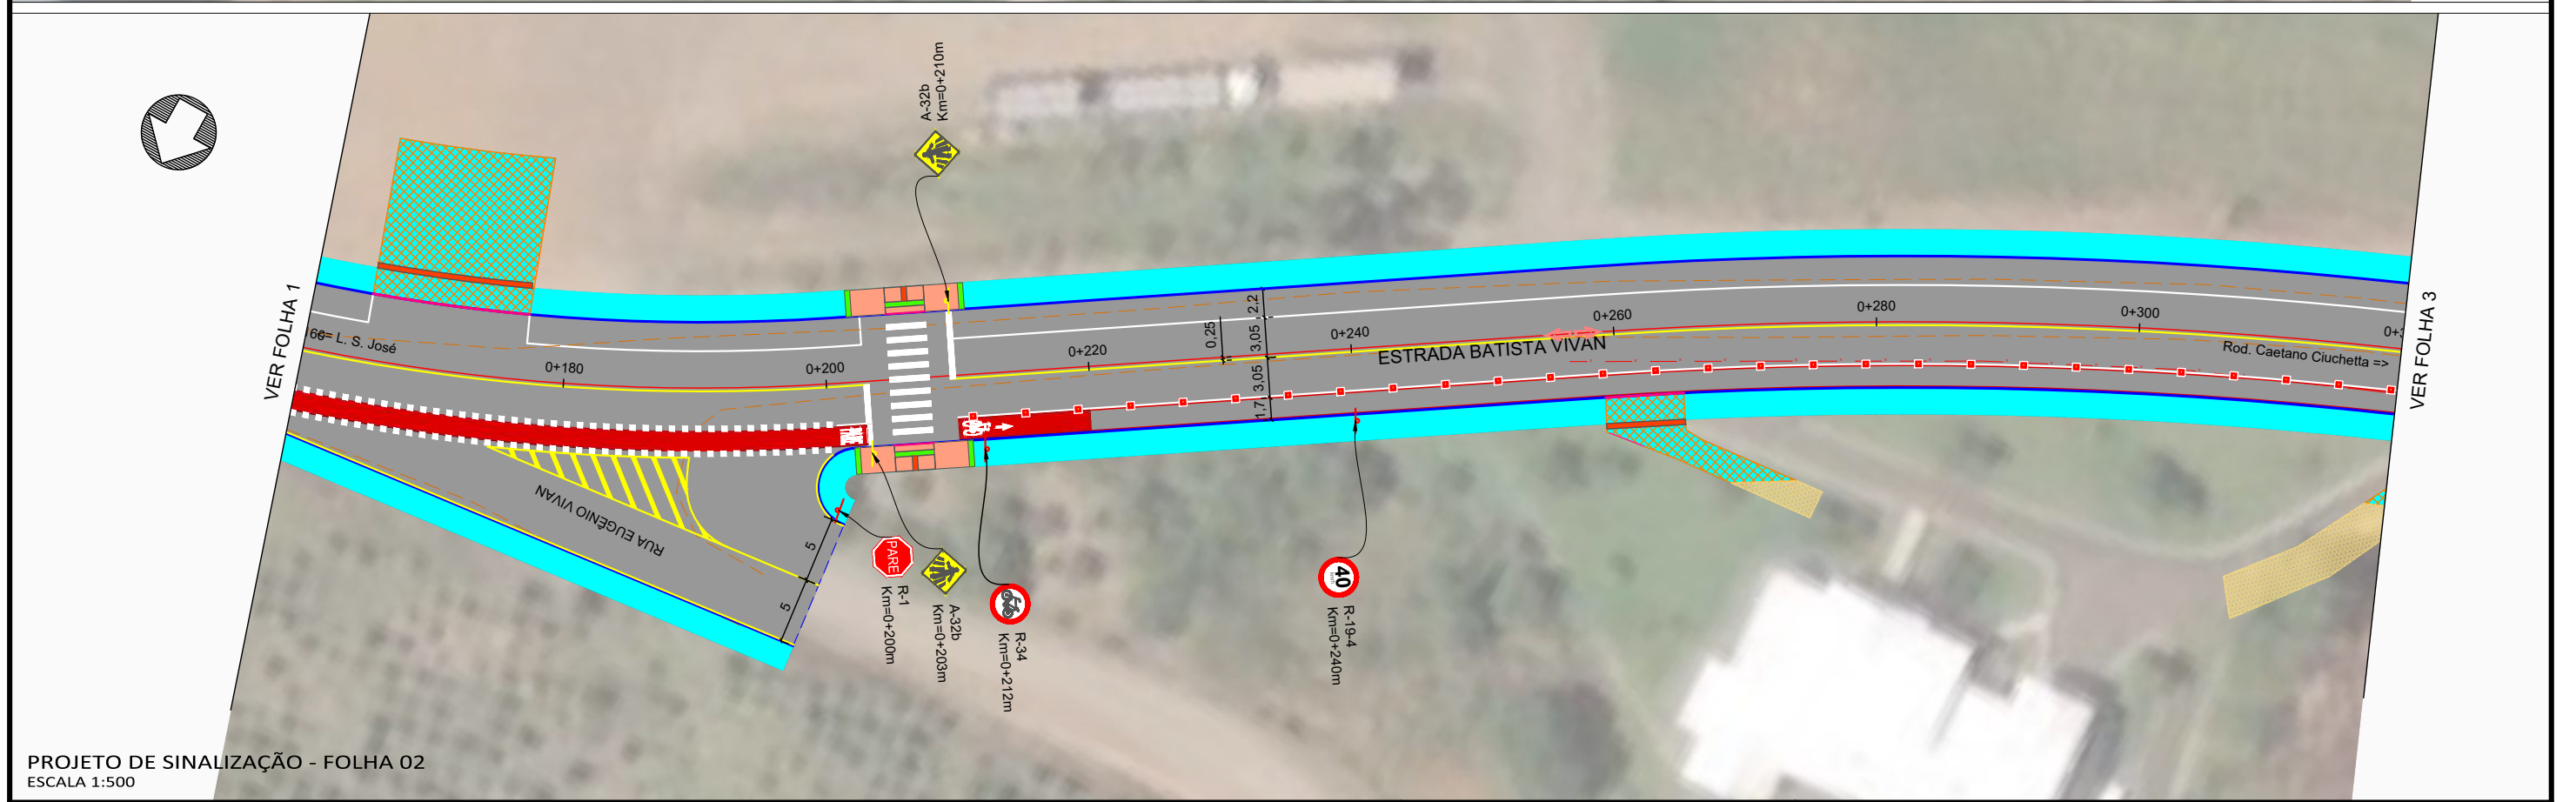 A-32b
Km=0+210m
VER FOLHA 1
L. S. José
0+180
0+200
0+220
0+240
0+260
0+280
0+300
2,2
3,05
0,25
3,05
1,7
ESTRADA BATISTA VIVAN
Rod. Caetano Ciuchetta =>
VER FOLHA 3
RUA EUGÊNIO VIVAN
5
5
PARE
R-1
Km=0+200m
A-32b
Km=0+203m
R-34
Km=0+212m
40
R-19-4
Km=0+240m
PROJETO DE SINALIZAÇÃO - FOLHA 02
ESCALA 1:500